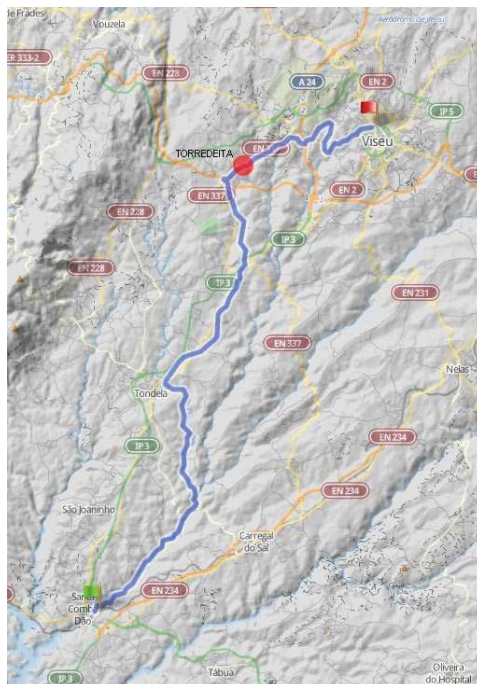 de Frades
Vouzela
Aeródromo de Viseu
ER 333-2
EN 228
A 24
EN 2
IP 5
Viseu
TORREDEITA
EN 2
EN 337
EN 228
IP 3
EN 228
IP 3
EN 231
EN 337
Nelas
Tondela
EN 234
IP 3
EN 234
São Joaninho
Carregal
do Sal
EN 234
Santa
Comba
Dão
Tábua
IP 3
Oliveira
do Hospital